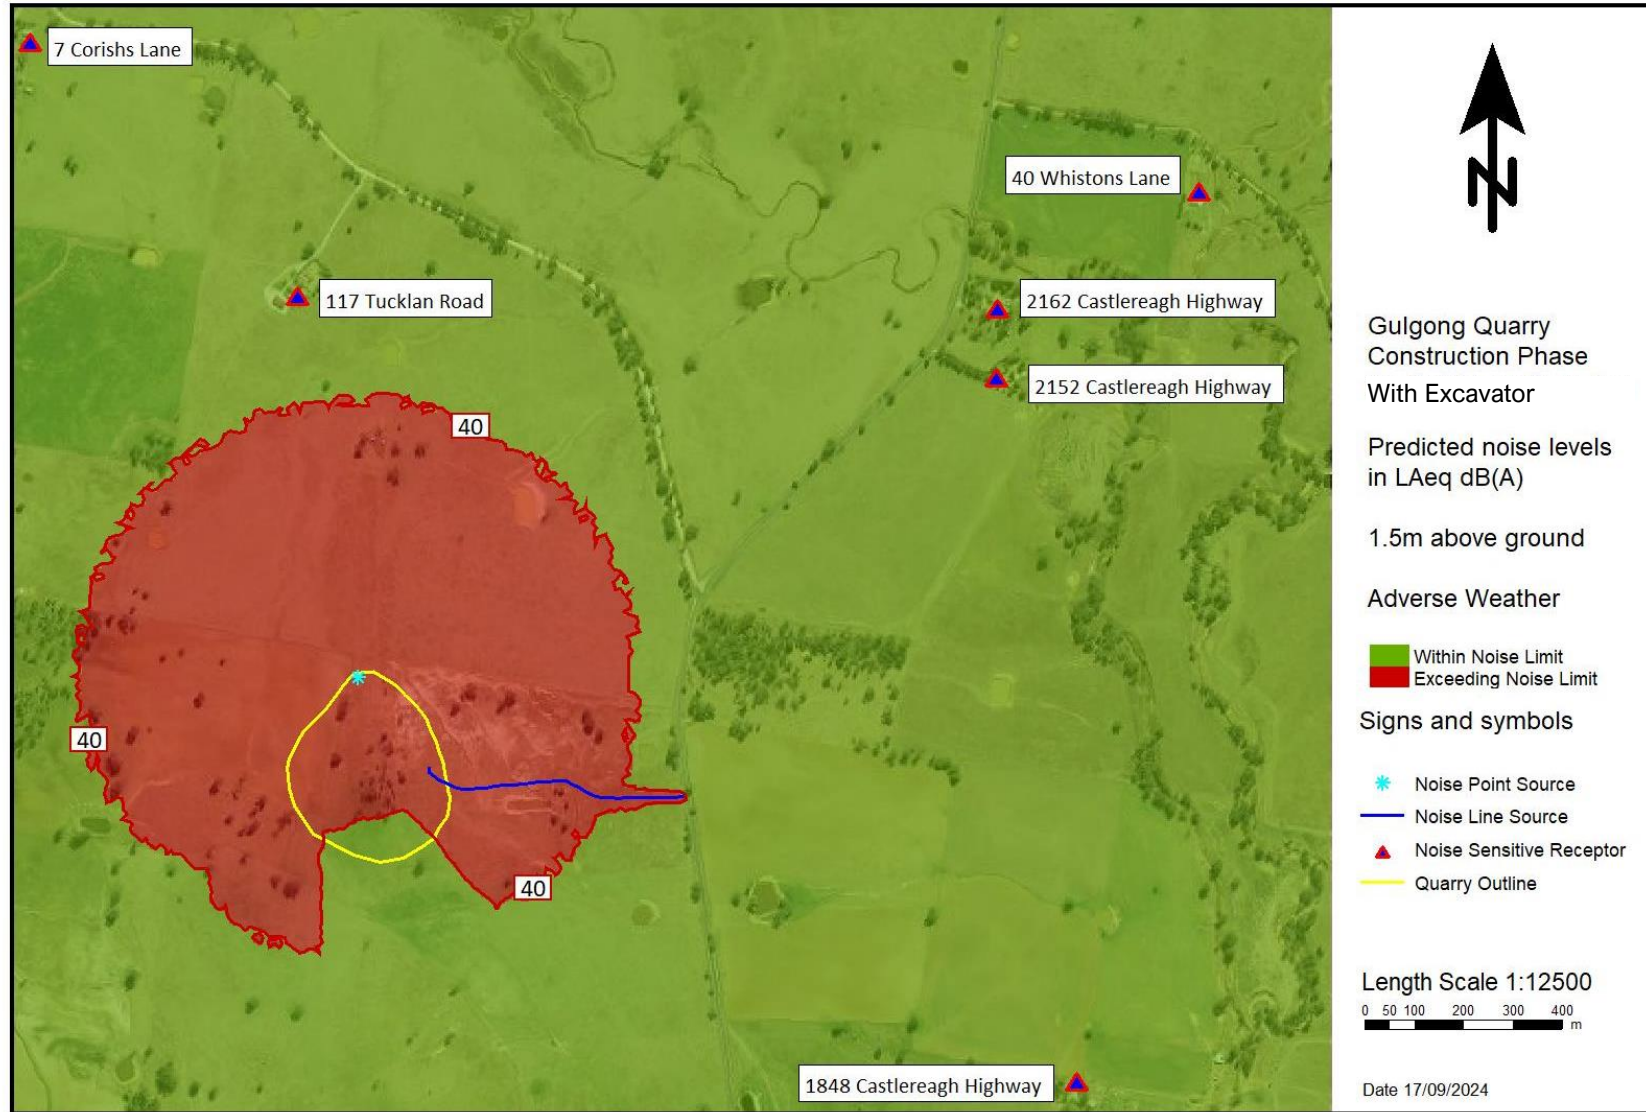 7 Corishs Lane
40 Whistons Lane
117 Tucklan Road
2162 Castlereagh Highway
2152 Castlereagh Highway
40
40
40
1848 Castlereagh Highway
N
Gulgong Quarry
Construction Phase
With Excavator
Predicted noise levels
in LAeq dB(A)
1.5m above ground
Adverse Weather
Within Noise Limit
Exceeding Noise Limit
Signs and symbols
Noise Point Source
Noise Line Source
Noise Sensitive Receptor
Quarry Outline
Length Scale 1:12500
0 50 100 200 300 400
m
Date 17/09/2024